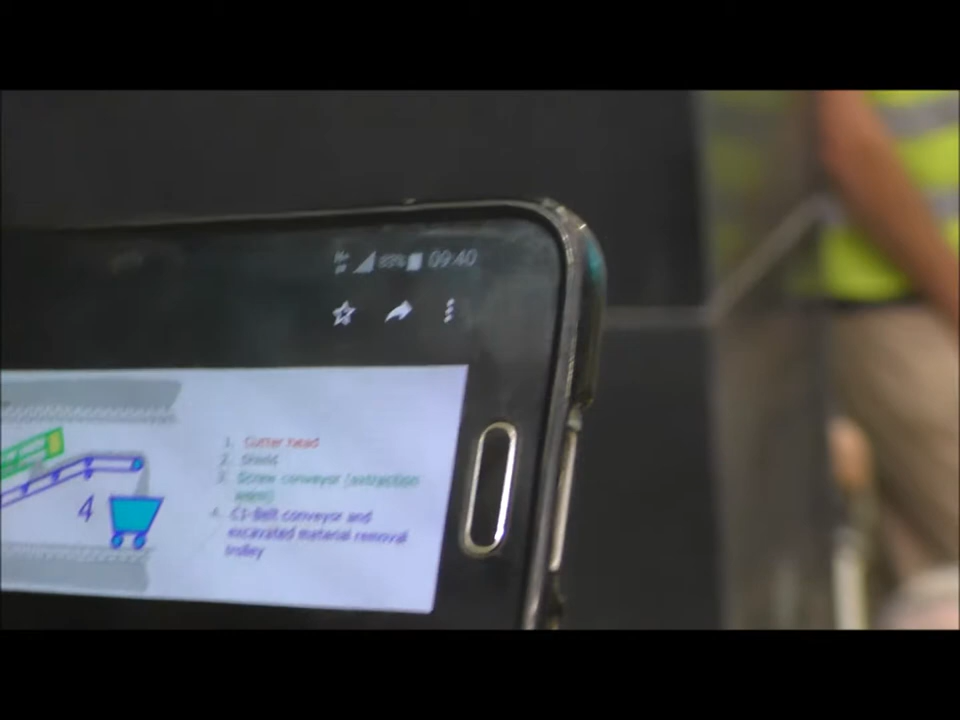 H+ 83% 09:40
4
1. Cutter head
2. Shield
3. Screw conveyor (extraction
worm)
4. C1-Belt conveyor and
excavated material removal
trolley